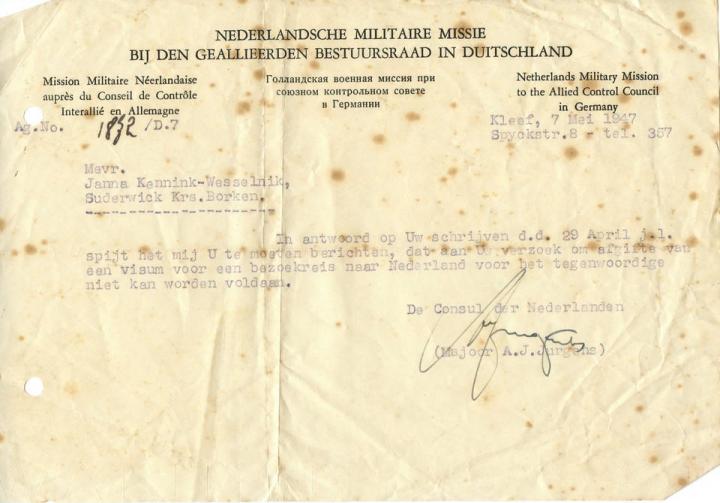 NEDERLANDSCHE MILITAIRE MISSIE
BIJ DEN GEALLIEERDEN BESTUURSRAAD IN DUITSCHLAND
Mission Militaire Néerlandaise
auprès du Conseil de Contrôle
Interallié en Allemagne
Голландская военная миссия при
союзном контрольном совете
в Германии
Netherlands Military Mission
to the Allied Control Council
in Germany
Ag.No. 1832 /D.7
Kleef, 7 Mei 1947
Spyckstr.8 - tel. 357
Mevr.
Janna Kennink-Wesselnik,
Suderwick Krs.Borken.
-----------------------
In antwoord op Uw schrijven d.d. 29 April j.l.
spijt het mij U te moeten berichten, dat aan Uw verzoek om afgifte van
een visum voor een bezoekreis naar Nederland voor het tegenwoordige
niet kan worden voldaan.
De Consul der Nederlanden
(Majoor A.J.Jurgens)